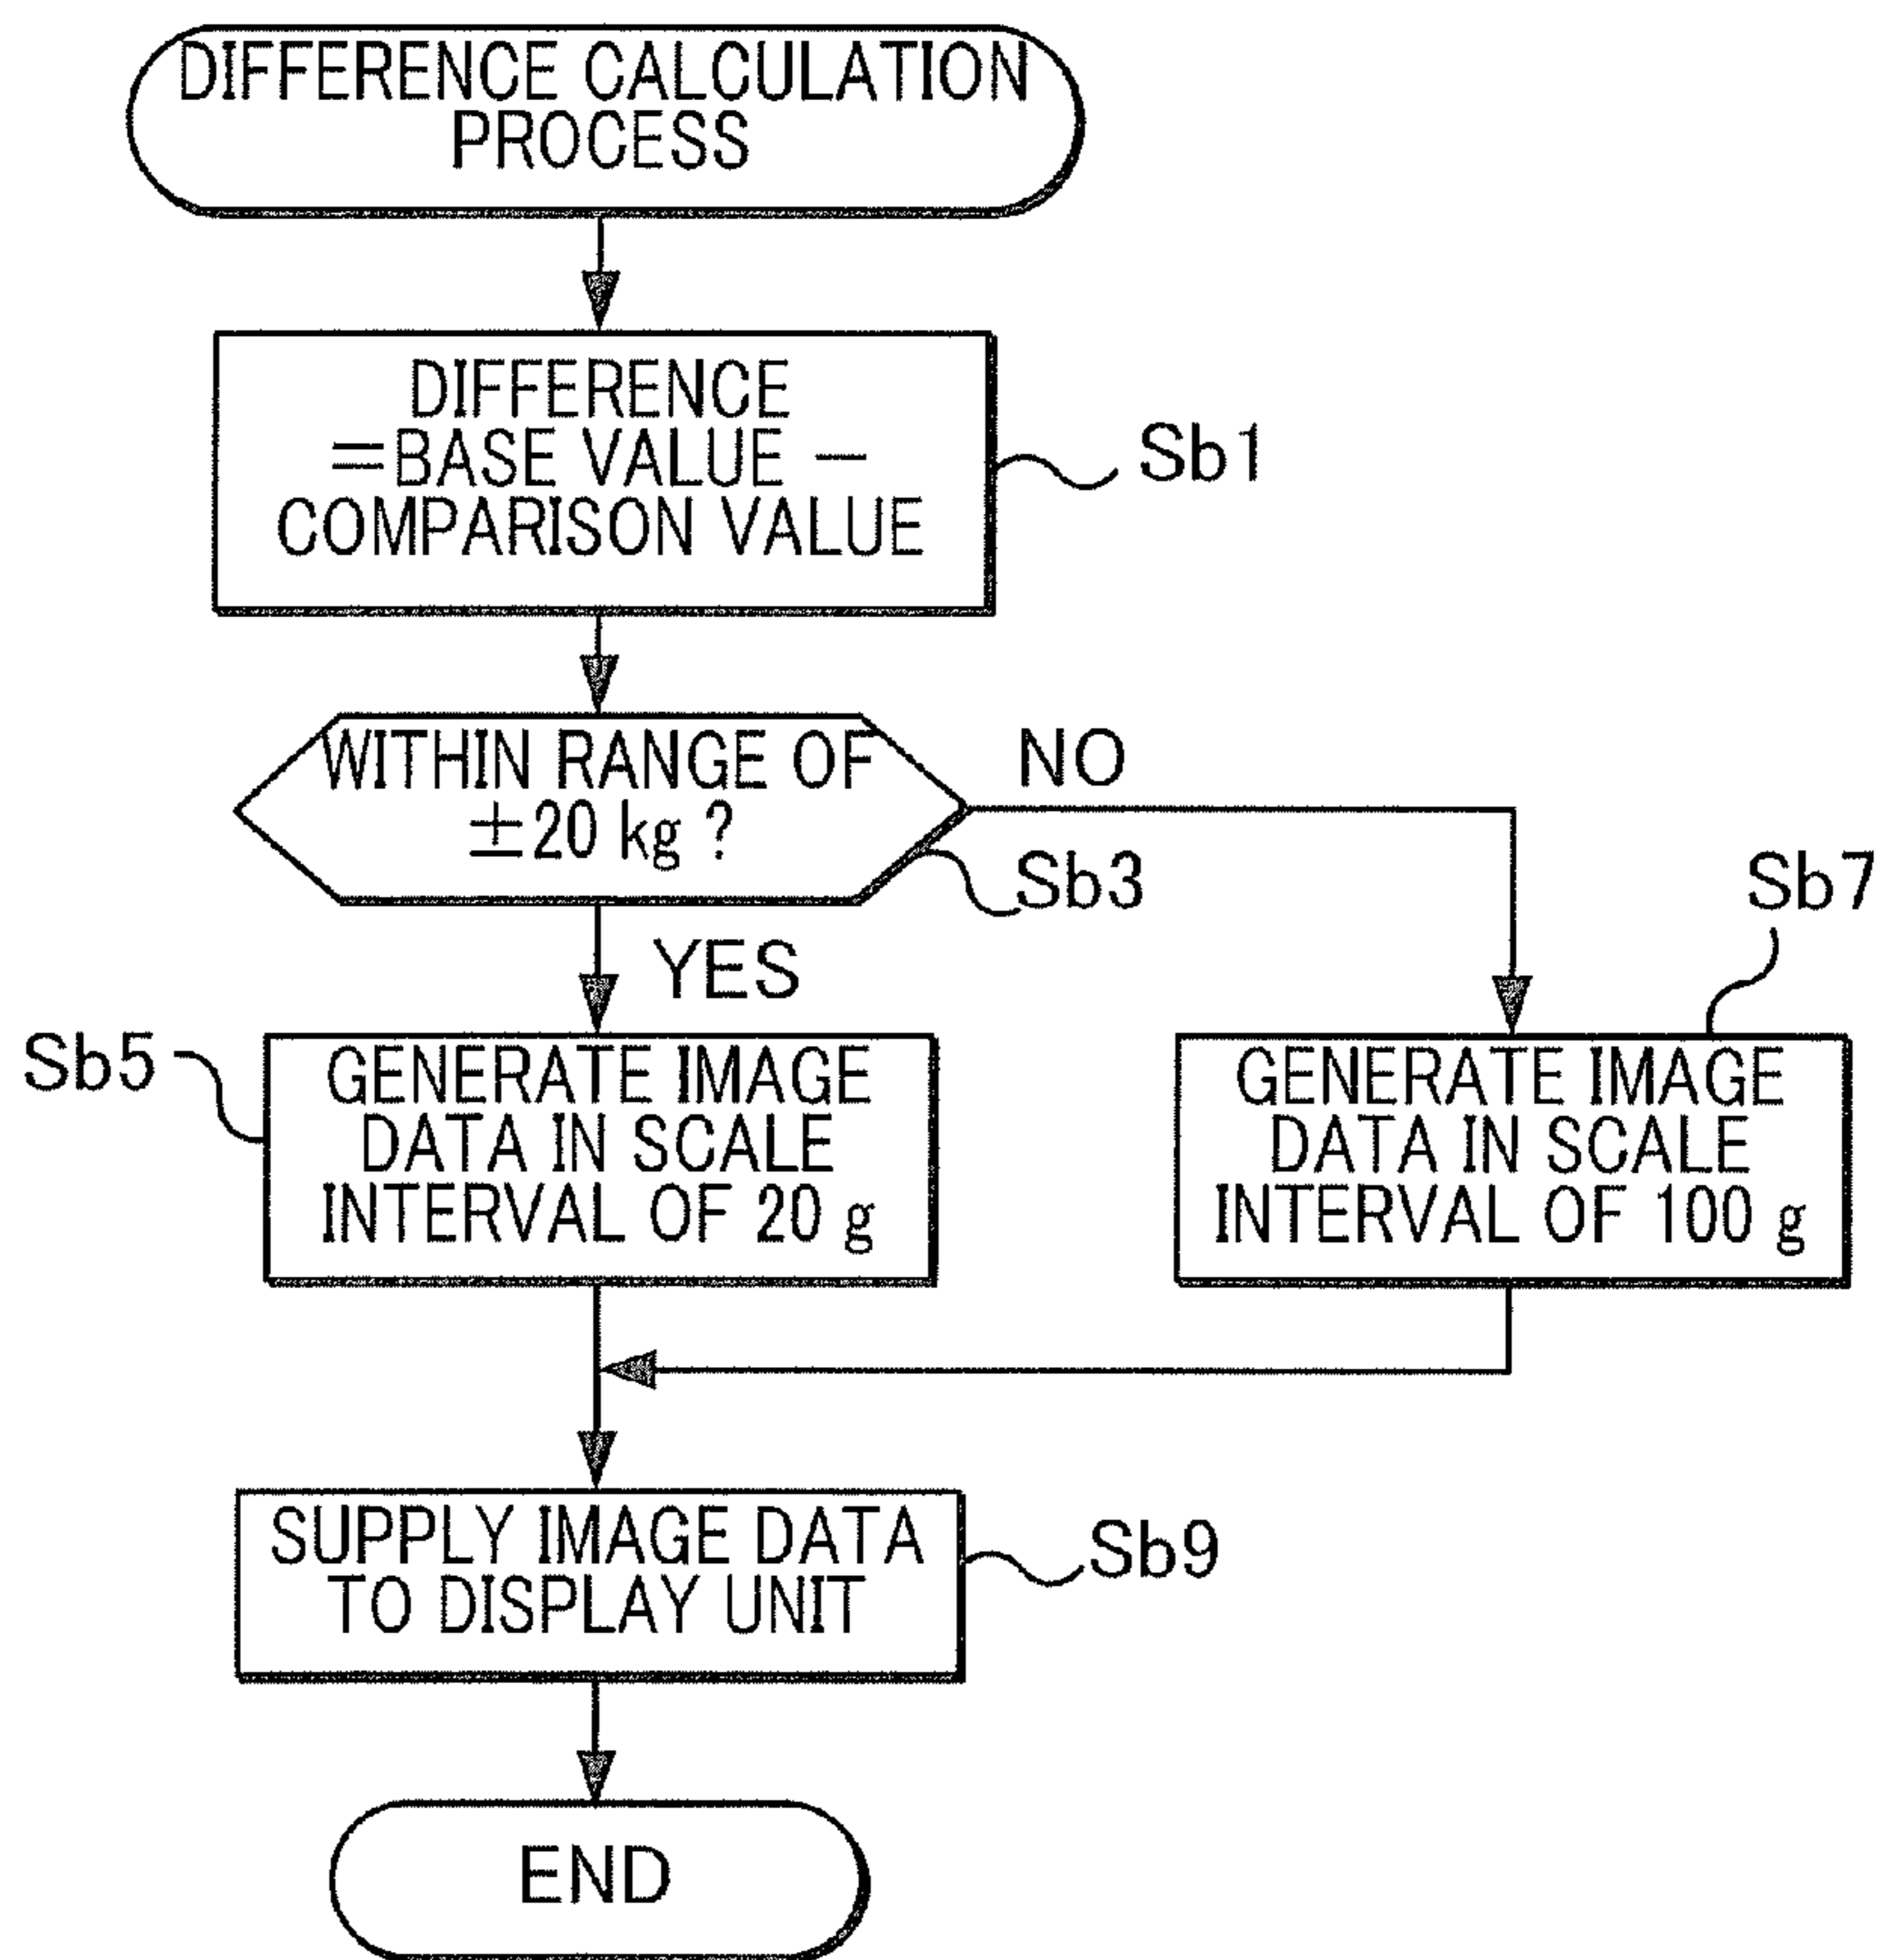 DIFFERENCE CALCULATION
PROCESS
DIFFERENCE
=BASE VALUE −
COMPARISON VALUE
Sb1
WITHIN RANGE OF
±20 kg ?
NO
Sb3
YES
Sb7
Sb5
GENERATE IMAGE
DATA IN SCALE
INTERVAL OF 20 g
GENERATE IMAGE
DATA IN SCALE
INTERVAL OF 100 g
SUPPLY IMAGE DATA
TO DISPLAY UNIT
Sb9
END